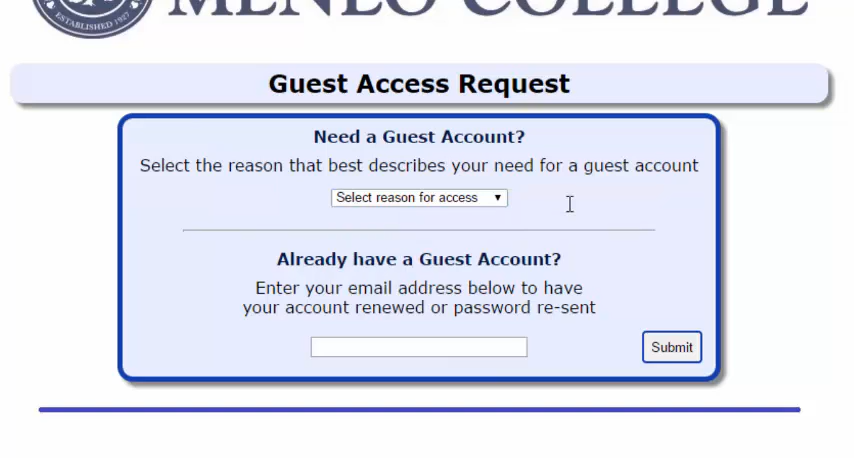 ESTABLISHED 1927
MENLO COLLEGE
Guest Access Request
Need a Guest Account?
Select the reason that best describes your need for a guest account
Select reason for access
Already have a Guest Account?
Enter your email address below to have
your account renewed or password re-sent
Submit